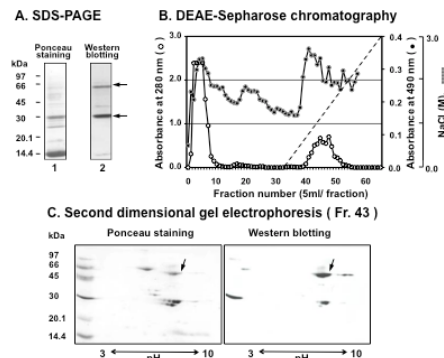 A. SDS-PAGE
Ponceau staining
Western blotting
kDa
97
66
45
30
20.1
14.4
1
2
B. DEAE-Sepharose chromatography
Absorbance at 280 nm (o)
3.0
2.0
1.0
0.0
0 10 20 30 40 50 60
Fraction number (5ml/ fraction)
0.4
0.3
0.2
0.1
0.0
Absorbance at 490 nm (●)
3.0
0.0
NaCl (M)
C. Second dimensional gel electrophoresis ( Fr. 43)
Ponceau staining
Western blotting
kDa
97
66
45
30
20.1
14.4
3 pH 10
3 pH 10